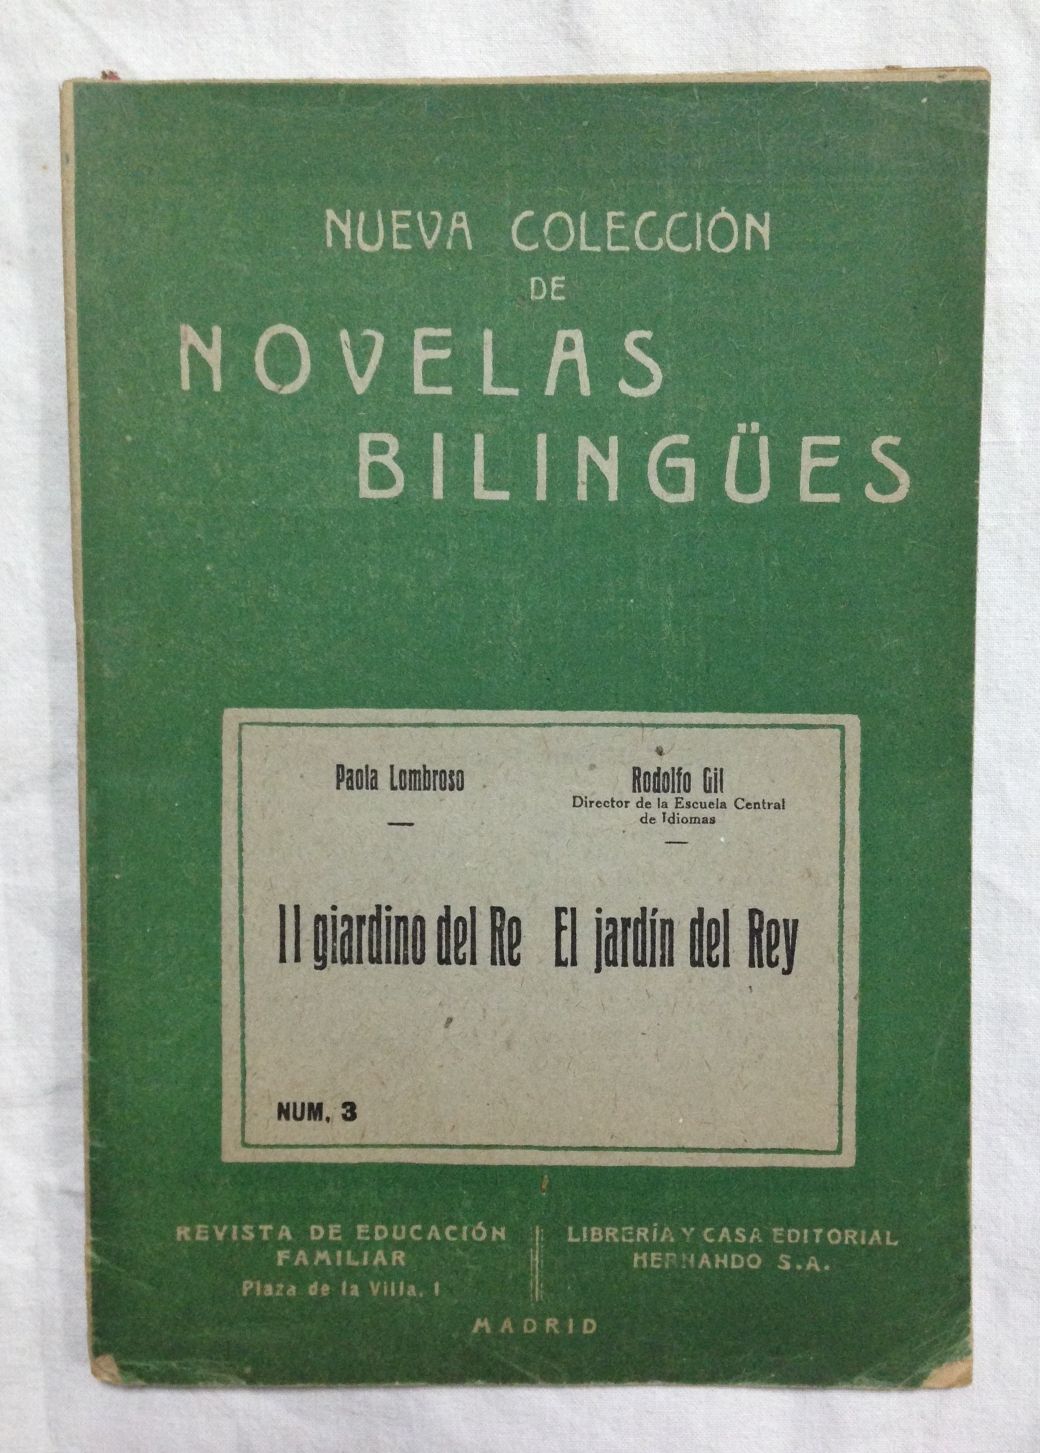 NUEVA COLECCIÓN
DE
NOVELAS
BILINGÜES
Paola Lombroso
Rodolfo Gil
Director de la Escuela Central
de Idiomas
Il giardino del Re
El jardín del Rey
NUM. 3
REVISTA DE EDUCACIÓN
FAMILIAR
Plaza de la Villa, 1
LIBRERÍA Y CASA EDITORIAL
HERNANDO S.A.
MADRID